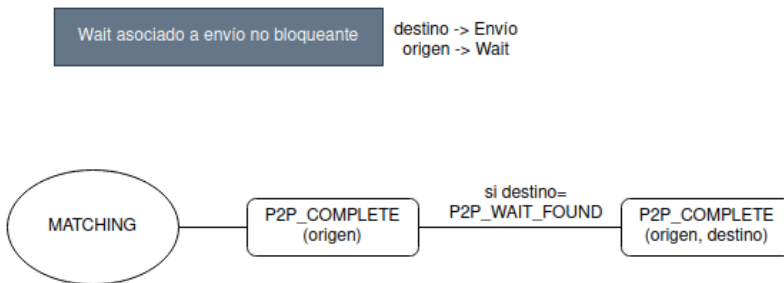 Wait asociado a envío no bloqueante
destino -> Envío
origen -> Wait
MATCHING
P2P_COMPLETE
(origen)
si destino=
P2P_WAIT_FOUND
P2P_COMPLETE
(origen, destino)